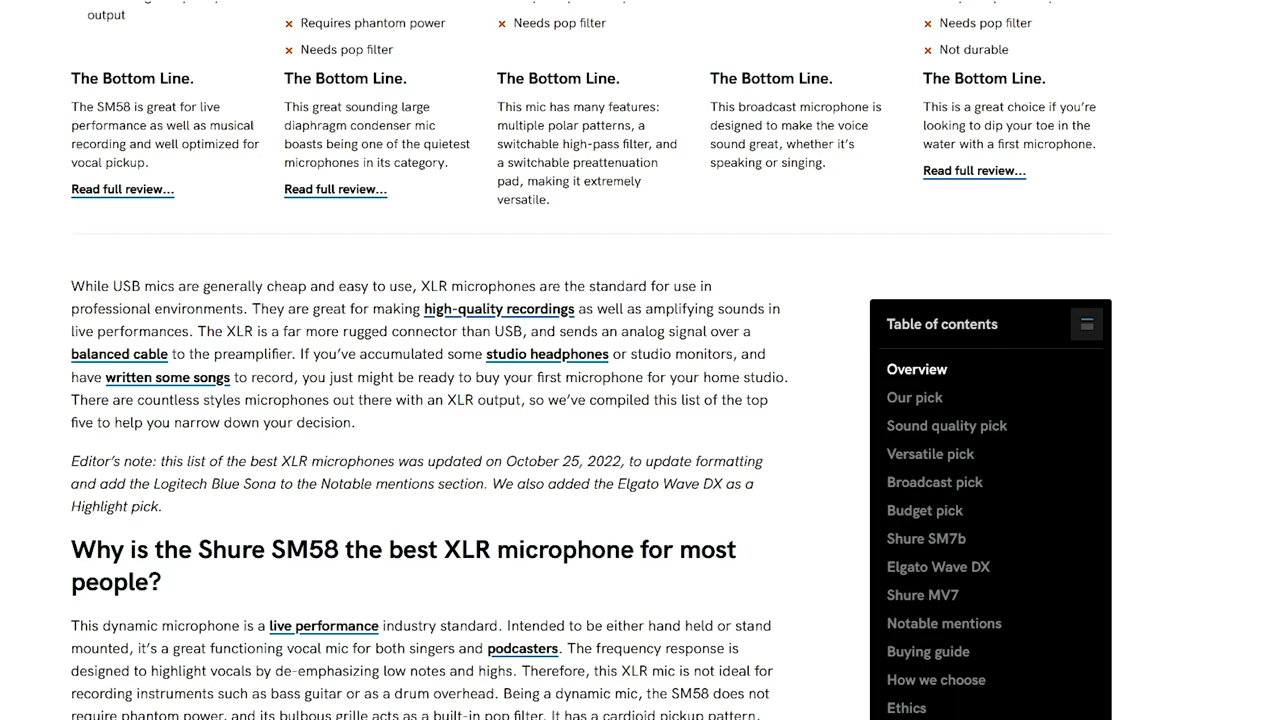 output
× Requires phantom power
× Needs pop filter
× Needs pop filter
× Needs pop filter
× Not durable
The Bottom Line.
The SM58 is great for live
performance as well as musical
recording and well optimized for
vocal pickup.
Read full review...
The Bottom Line.
This great sounding large
diaphragm condenser mic
boasts being one of the quietest
microphones in its category.
Read full review...
The Bottom Line.
This mic has many features:
multiple polar patterns, a
switchable high-pass filter, and
a switchable preattenuation
pad, making it extremely
versatile.
The Bottom Line.
This broadcast microphone is
designed to make the voice
sound great, whether it's
speaking or singing.
The Bottom Line.
This is a great choice if you're
looking to dip your toe in the
water with a first microphone.
Read full review...
While USB mics are generally cheap and easy to use, XLR microphones are the standard for use in
professional environments. They are great for making high-quality recordings as well as amplifying sounds in
live performances. The XLR is a far more rugged connector than USB, and sends an analog signal over a
balanced cable to the preamplifier. If you've accumulated some studio headphones or studio monitors, and
have written some songs to record, you just might be ready to buy your first microphone for your home studio.
There are countless styles microphones out there with an XLR output, so we've compiled this list of the top
five to help you narrow down your decision.
Editor's note: this list of the best XLR microphones was updated on October 25, 2022, to update formatting
and add the Logitech Blue Sona to the Notable mentions section. We also added the Elgato Wave DX as a
Highlight pick.
Why is the Shure SM58 the best XLR microphone for most
people?
This dynamic microphone is a live performance industry standard. Intended to be either hand held or stand
mounted, it's a great functioning vocal mic for both singers and podcasters. The frequency response is
designed to highlight vocals by de-emphasizing low notes and highs. Therefore, this XLR mic is not ideal for
recording instruments such as bass guitar or as a drum overhead. Being a dynamic mic, the SM58 does not
require phantom power, and its bulbous grille acts as a built-in pop filter. It has a cardioid pickup pattern,
Table of contents
Overview
Our pick
Sound quality pick
Versatile pick
Broadcast pick
Budget pick
Shure SM7b
Elgato Wave DX
Shure MV7
Notable mentions
Buying guide
How we choose
Ethics